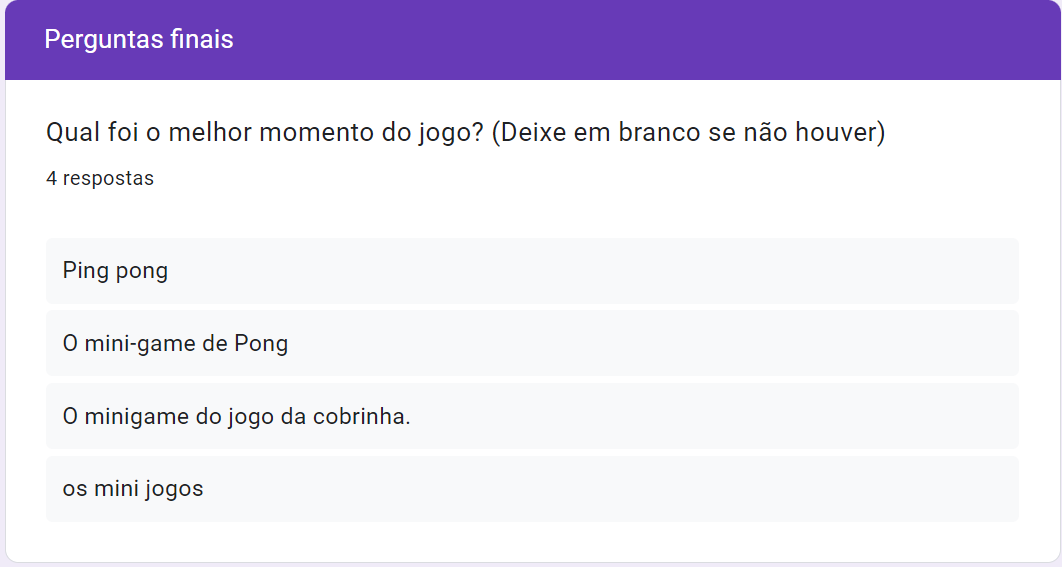 Perguntas finais
Qual foi o melhor momento do jogo? (Deixe em branco se não houver)
4 respostas
Ping pong
O mini-game de Pong
O minigame do jogo da cobrinha.
os mini jogos